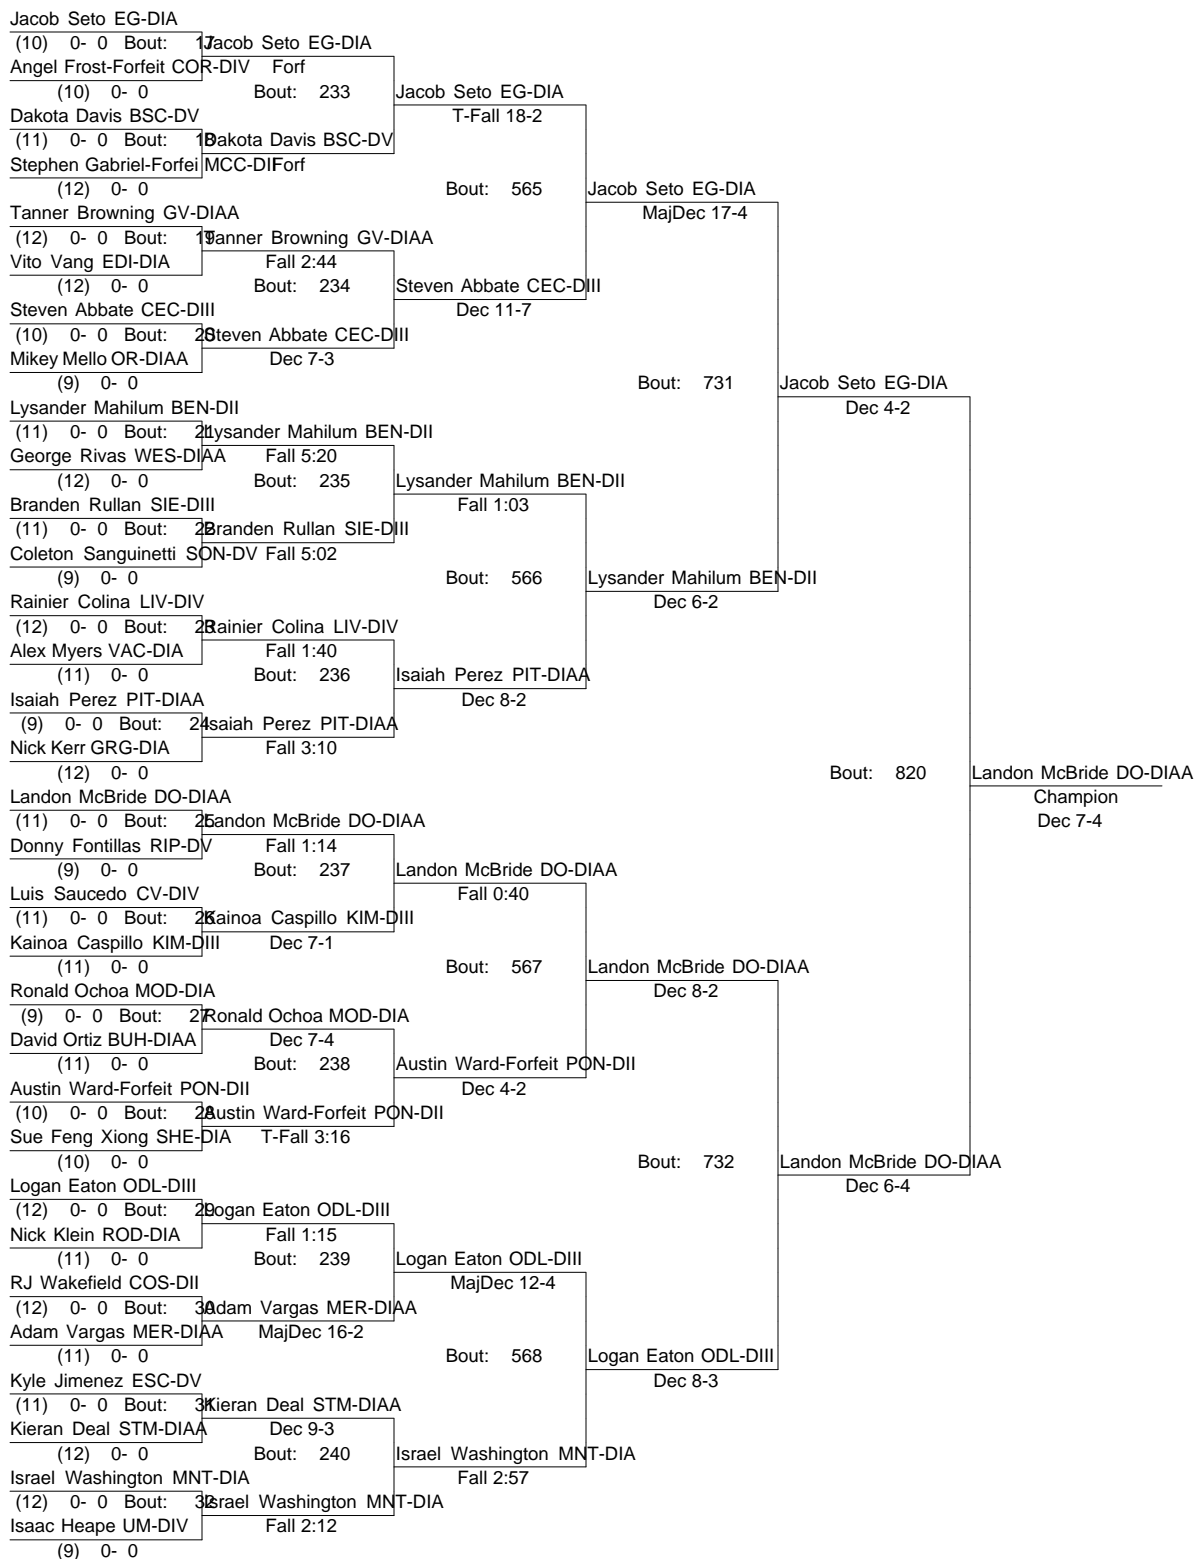 Jacob Seto EG-DIA
(10) 0- 0 Bout: 17 Jacob Seto EG-DIA
Angel Frost-Forfeit COR-DIV Forf
(10) 0- 0 Bout: 233 Jacob Seto EG-DIA
Dakota Davis BSC-DV T-Fall 18-2
(11) 0- 0 Bout: 18 Dakota Davis BSC-DV
Stephen Gabriel-Forfei MCC-DII Forf
(12) 0- 0 Bout: 565 Jacob Seto EG-DIA
Tanner Browning GV-DIAA MajDec 17-4
(12) 0- 0 Bout: 19 Tanner Browning GV-DIAA
Vito Vang EDI-DIA Fall 2:44
(12) 0- 0 Bout: 234 Steven Abbate CEC-DIII
Steven Abbate CEC-DIII Dec 11-7
(10) 0- 0 Bout: 20 Steven Abbate CEC-DIII
Mikey Mello OR-DIAA Dec 7-3
(9) 0- 0 Bout: 731 Jacob Seto EG-DIA
Lysander Mahilum BEN-DII Dec 4-2
(11) 0- 0 Bout: 21 Lysander Mahilum BEN-DII
George Rivas WES-DIAA Fall 5:20
(12) 0- 0 Bout: 235 Lysander Mahilum BEN-DII
Branden Rullan SIE-DIII Fall 1:03
(11) 0- 0 Bout: 22 Branden Rullan SIE-DIII
Coleton Sanguinetti SON-DV Fall 5:02
(9) 0- 0 Bout: 566 Lysander Mahilum BEN-DII
Rainier Colina LIV-DIV Dec 6-2
(12) 0- 0 Bout: 23 Rainier Colina LIV-DIV
Alex Myers VAC-DIA Fall 1:40
(11) 0- 0 Bout: 236 Isaiah Perez PIT-DIAA
Isaiah Perez PIT-DIAA Dec 8-2
(9) 0- 0 Bout: 24 Isaiah Perez PIT-DIAA
Nick Kerr GRG-DIA Fall 3:10
(12) 0- 0 Bout: 820 Landon McBride DO-DIAA
Landon McBride DO-DIAA Champion
(11) 0- 0 Bout: 25 Landon McBride DO-DIAA Dec 7-4
Donny Fontillas RIP-DV Fall 1:14
(9) 0- 0 Bout: 237 Landon McBride DO-DIAA
Luis Saucedo CV-DIV Fall 0:40
(11) 0- 0 Bout: 26 Kainoa Caspillo KIM-DIII
Kainoa Caspillo KIM-DIII Dec 7-1
(11) 0- 0 Bout: 567 Landon McBride DO-DIAA
Ronald Ochoa MOD-DIA Dec 8-2
(9) 0- 0 Bout: 27 Ronald Ochoa MOD-DIA
David Ortiz BUH-DIAA Dec 7-4
(11) 0- 0 Bout: 238 Austin Ward-Forfeit PON-DII
Austin Ward-Forfeit PON-DII Dec 4-2
(10) 0- 0 Bout: 28 Austin Ward-Forfeit PON-DII
Sue Feng Xiong SHE-DIA T-Fall 3:16
(10) 0- 0 Bout: 732 Landon McBride DO-DIAA
Logan Eaton ODL-DIII Dec 6-4
(12) 0- 0 Bout: 29 Logan Eaton ODL-DIII
Nick Klein ROD-DIA Fall 1:15
(11) 0- 0 Bout: 239 Logan Eaton ODL-DIII
RJ Wakefield COS-DII MajDec 12-4
(12) 0- 0 Bout: 30 Adam Vargas MER-DIAA
Adam Vargas MER-DIAA MajDec 16-2
(11) 0- 0 Bout: 568 Logan Eaton ODL-DIII
Kyle Jimenez ESC-DV Dec 8-3
(11) 0- 0 Bout: 31 Kieran Deal STM-DIAA
Kieran Deal STM-DIAA Dec 9-3
(12) 0- 0 Bout: 240 Israel Washington MNT-DIA
Israel Washington MNT-DIA Fall 2:57
(12) 0- 0 Bout: 32 Israel Washington MNT-DIA
Isaac Heape UM-DIV Fall 2:12
(9) 0- 0